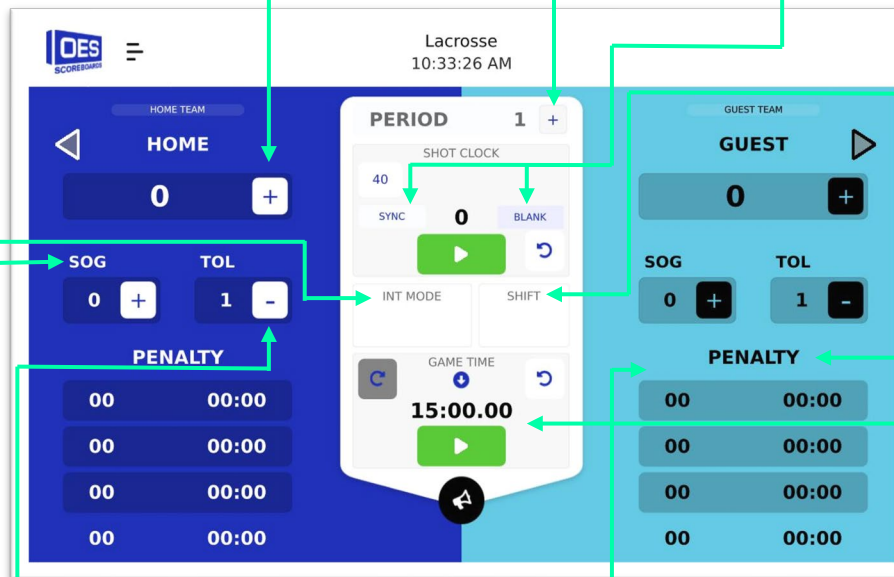 OES
SCOREBOARDS
Lacrosse
10:33:26 AM
HOME TEAM
HOME
0 +
SOG TOL
0 + 1 -
PENALTY
00 00:00
00 00:00
00 00:00
00 00:00
PERIOD 1 +
SHOT CLOCK
40
SYNC 0 BLANK
INT MODE SHIFT
GAME TIME
15:00.00
GUEST TEAM
GUEST
0 +
SOG TOL
0 + 1 -
PENALTY
00 00:00
00 00:00
00 00:00
00 00:00